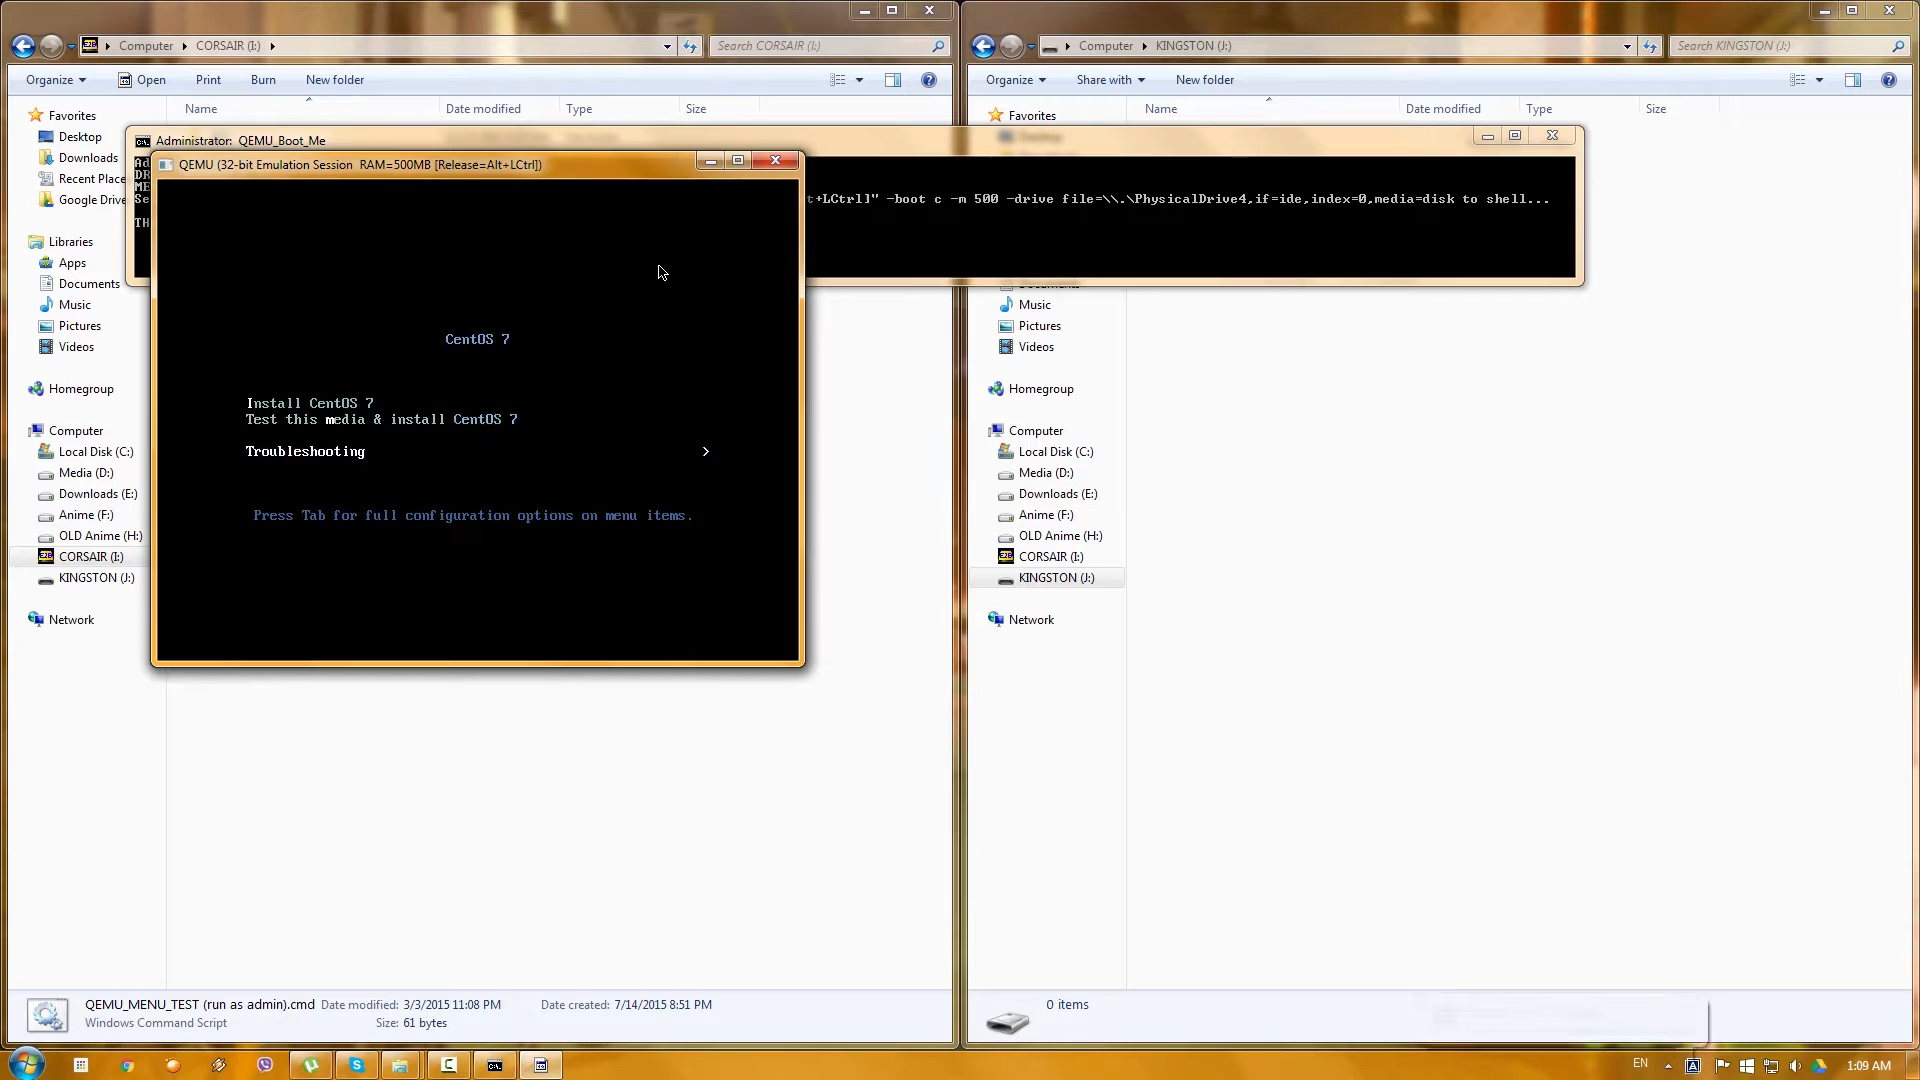 Computer ▸ CORSAIR (I:) ▸
Search CORSAIR (I:)
Organize
Open
Print
Burn
New folder
Name
Date modified
Type
Size
Favorites
Desktop
Downloads
Recent Place
Google Drive
Libraries
Apps
Documents
Music
Pictures
Videos
Homegroup
Computer
Local Disk (C:)
Media (D:)
Downloads (E:)
Anime (F:)
OLD Anime (H:)
CORSAIR (I:)
KINGSTON (J:)
Network
Administrator: QEMU_Boot_Me
Ad
DR
ME
Se
t+LCtrl]" -boot c -m 500 -drive file=\\.\PhysicalDrive4,if=ide,index=0,media=disk to shell...
TH
QEMU (32-bit Emulation Session RAM=500MB [Release=Alt+LCtrl])
CentOS 7
Install CentOS 7
Test this media & install CentOS 7
Troubleshooting >
Press Tab for full configuration options on menu items.
QEMU_MENU_TEST (run as admin).cmd Date modified: 3/3/2015 11:08 PM Date created: 7/14/2015 8:51 PM
Windows Command Script Size: 61 bytes
Computer ▸ KINGSTON (J:)
Search KINGSTON (J:)
Organize
Share with
New folder
Name
Date modified
Type
Size
Favorites
Desktop
Documents
Music
Pictures
Videos
Homegroup
Computer
Local Disk (C:)
Media (D:)
Downloads (E:)
Anime (F:)
OLD Anime (H:)
CORSAIR (I:)
KINGSTON (J:)
Network
0 items
EN
1:09 AM